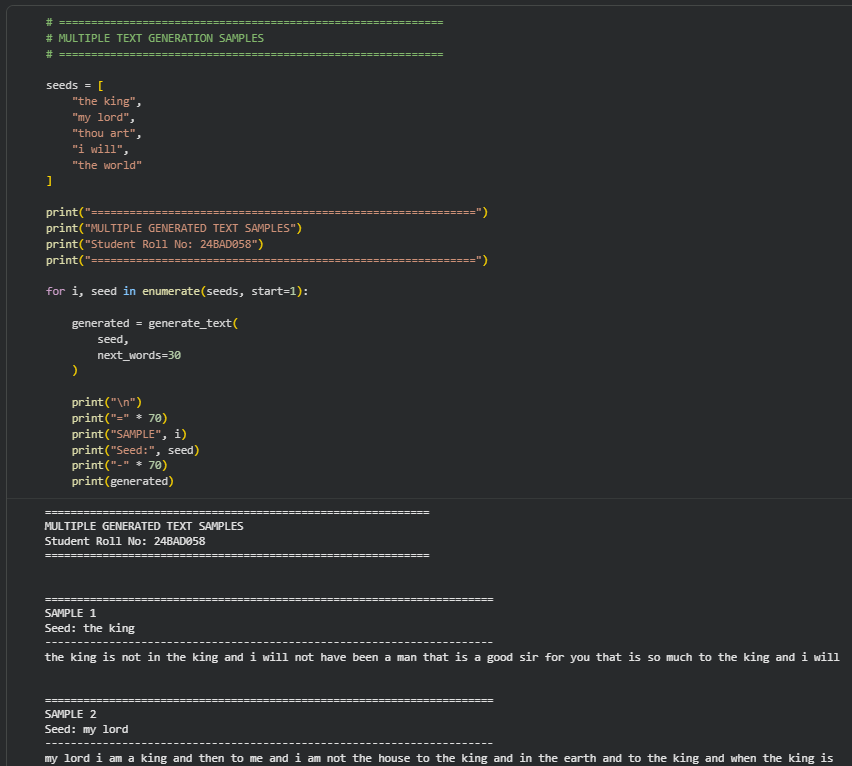 # ============================================================
# MULTIPLE TEXT GENERATION SAMPLES
# ============================================================
seeds = [
    "the king",
    "my lord",
    "thou art",
    "i will",
    "the world"
]
print("============================================================")
print("MULTIPLE GENERATED TEXT SAMPLES")
print("Student Roll No: 24BAD058")
print("============================================================")
for i, seed in enumerate(seeds, start=1):
    generated = generate_text(
        seed,
        next_words=30
    )
    print("\n")
    print("=" * 70)
    print("SAMPLE", i)
    print("Seed:", seed)
    print("-" * 70)
    print(generated)
============================================================
MULTIPLE GENERATED TEXT SAMPLES
Student Roll No: 24BAD058
============================================================
======================================================================
SAMPLE 1
Seed: the king
----------------------------------------------------------------------
the king is not in the king and i will not have been a man that is a good sir for you that is so much to the king and i will
======================================================================
SAMPLE 2
Seed: my lord
----------------------------------------------------------------------
my lord i am a king and then to me and i am not the house to the king and in the earth and to the king and when the king is